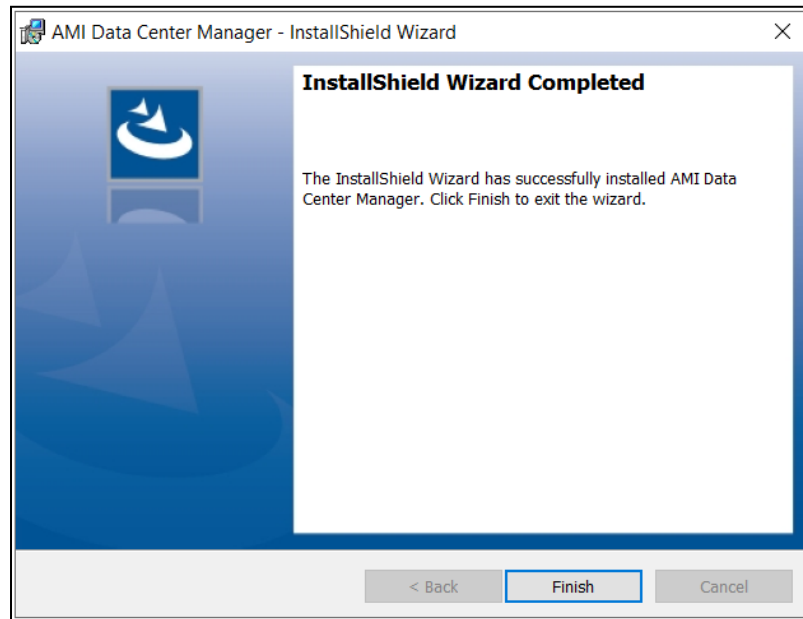 AMI Data Center Manager - InstallShield Wizard
InstallShield Wizard Completed
The InstallShield Wizard has successfully installed AMI Data
Center Manager. Click Finish to exit the wizard.
< Back
Finish
Cancel